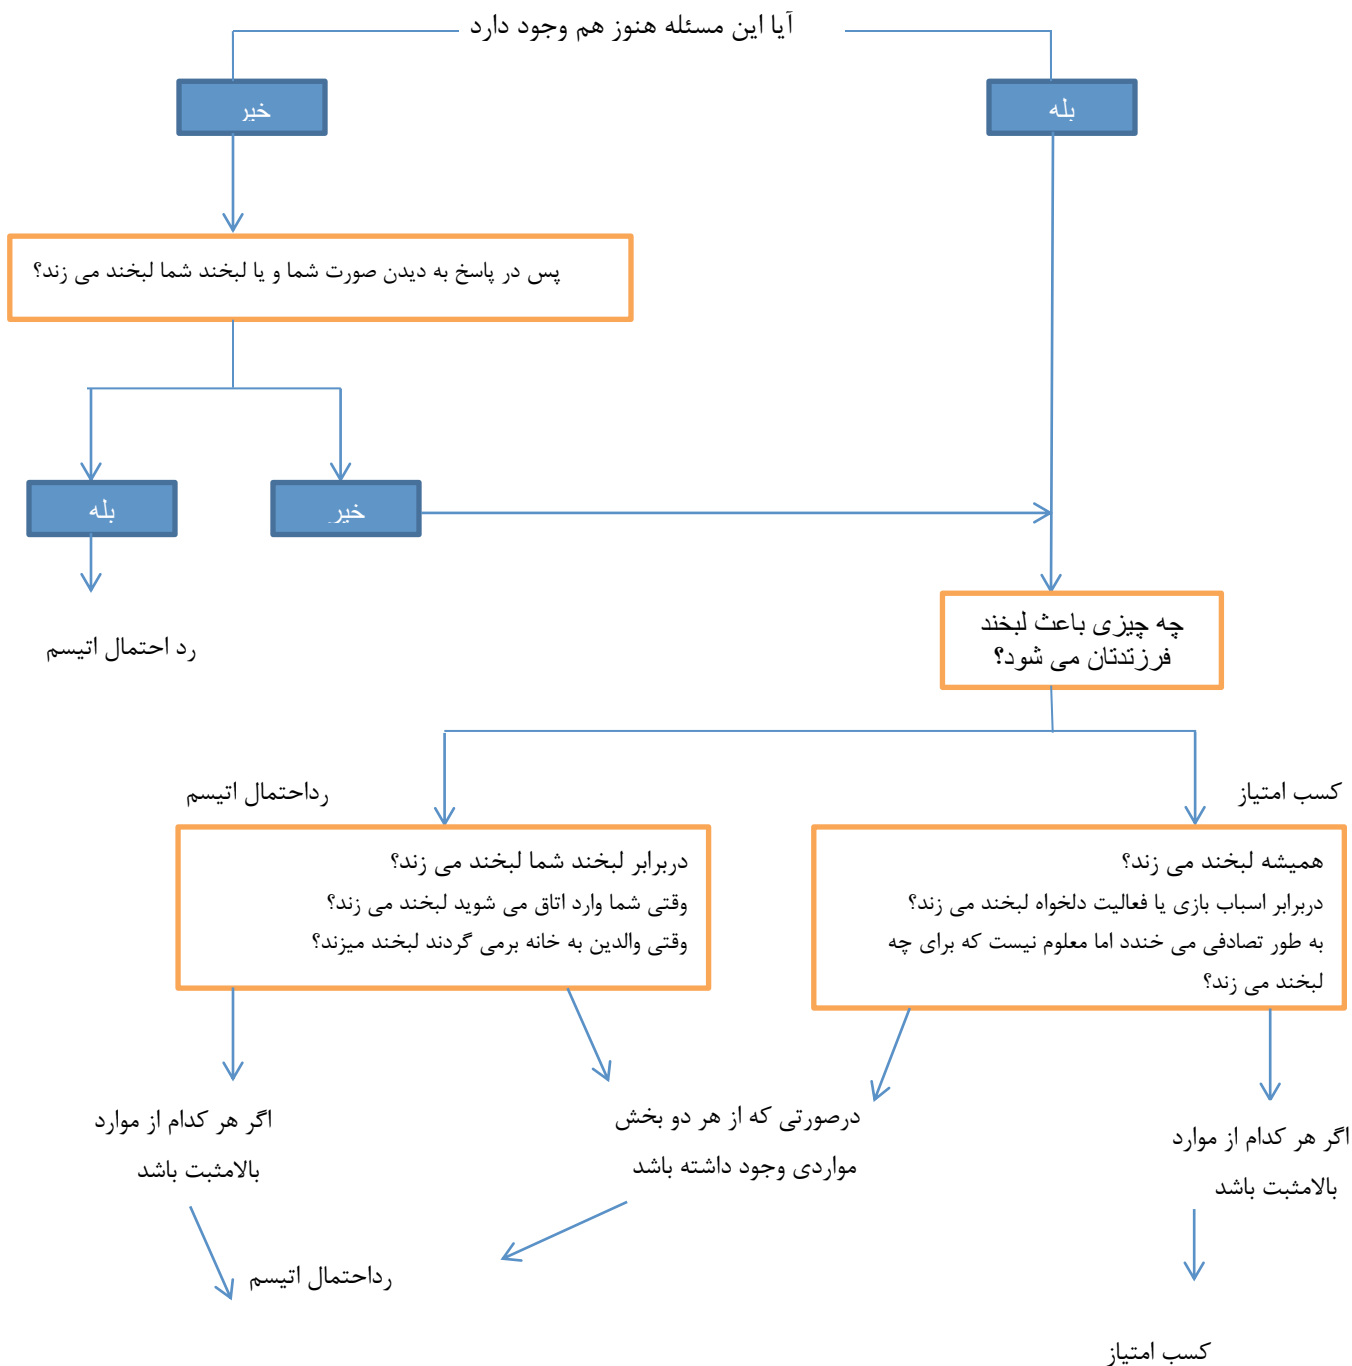 آیا این مسئله هنوز هم وجود دارد
بله
خیر
پس در پاسخ به دیدن صورت شما و یا لبخند شما لبخند می زند؟
خیر
بله
رد احتمال اتیسم
چه چیزی باعث لبخند
فرزتدتان می شود؟
کسب امتیاز
رداحتمال اتیسم
همیشه لبخند می زند؟
دربرابر اسباب بازی یا فعالیت دلخواه لبخند می زند؟
به طور تصادفی می خندد اما معلوم نیست که برای چه
لبخند می زند؟
دربرابر لبخند شما لبخند می زند؟
وقتی شما وارد اتاق می شوید لبخند می زند؟
وقتی والدین به خانه برمی گردند لبخند میزند؟
اگر هر کدام از موارد
بالامثبت باشد
درصورتی که از هر دو بخش
مواردی وجود داشته باشد
اگر هر کدام از موارد
بالامثبت باشد
رداحتمال اتیسم
کسب امتیاز